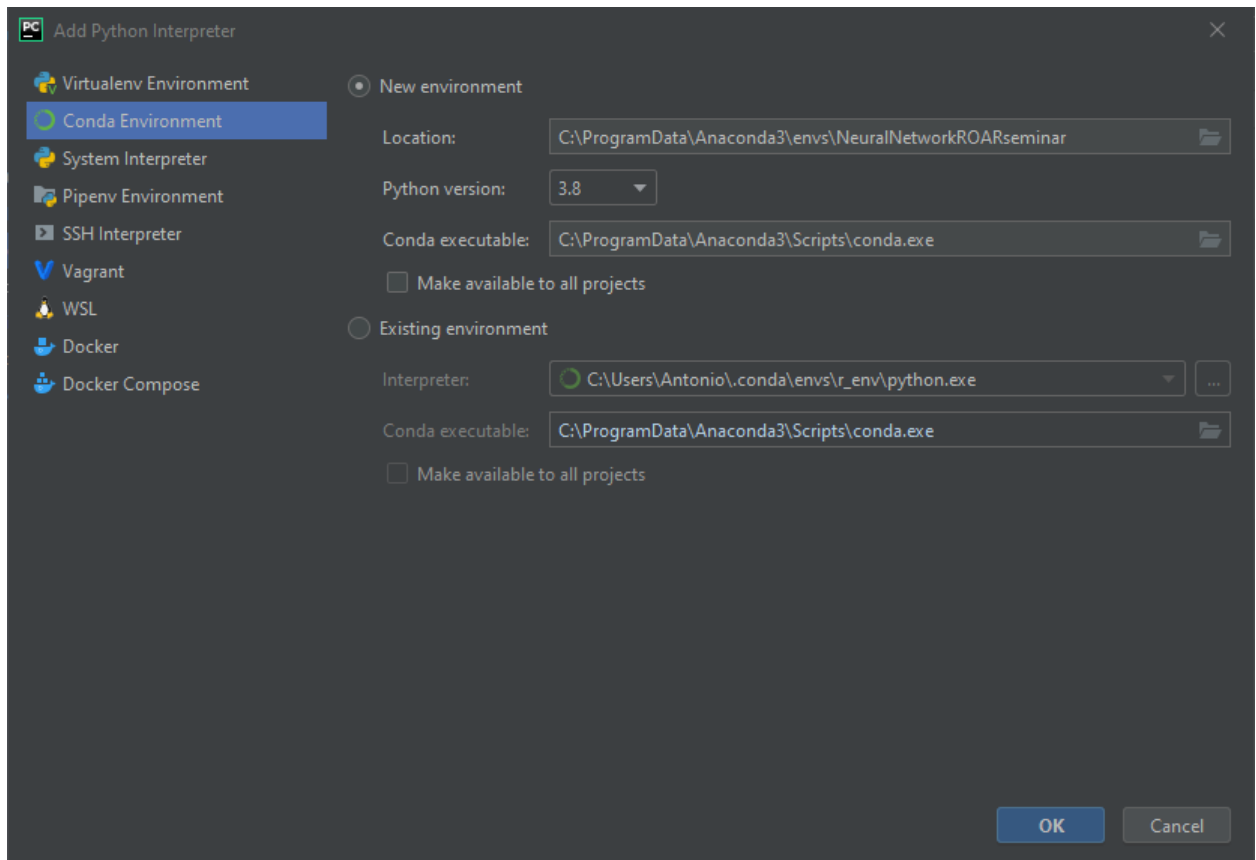 PC Add Python Interpreter
Virtualenv Environment
Conda Environment
System Interpreter
Pipenv Environment
SSH Interpreter
Vagrant
WSL
Docker
Docker Compose
New environment
Location: C:\ProgramData\Anaconda3\envs\NeuralNetworkROARseminar
Python version: 3.8
Conda executable: C:\ProgramData\Anaconda3\Scripts\conda.exe
Make available to all projects
Existing environment
Interpreter: C:\Users\Antonio\.conda\envs\r_env\python.exe ...
Conda executable: C:\ProgramData\Anaconda3\Scripts\conda.exe
Make available to all projects
OK Cancel